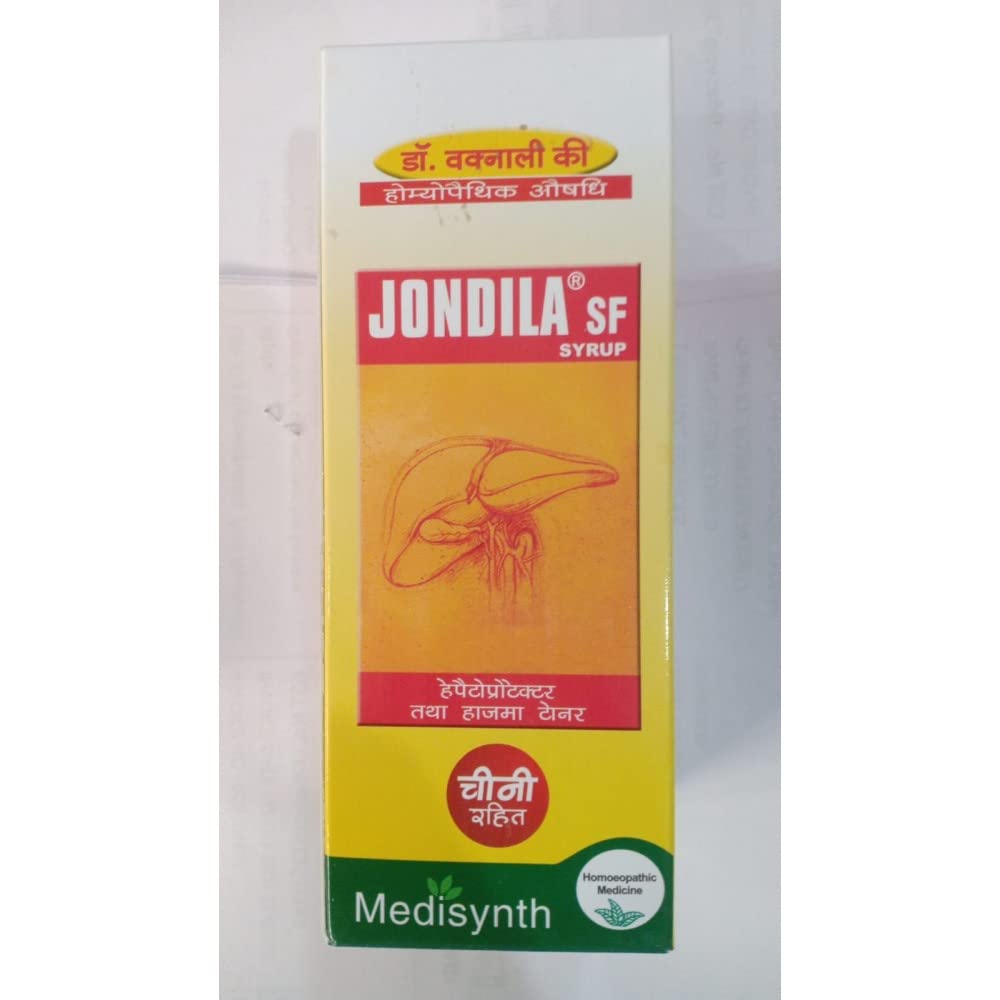 डॉ. वक्नाली की
होम्योपैथिक औषधि
JONDILA® SF
SYRUP
हेपैटोप्रोटेक्टर
तथा हाजमा टोनर
चीनी
रहित
Homoeopathic
Medicine
Medisynth